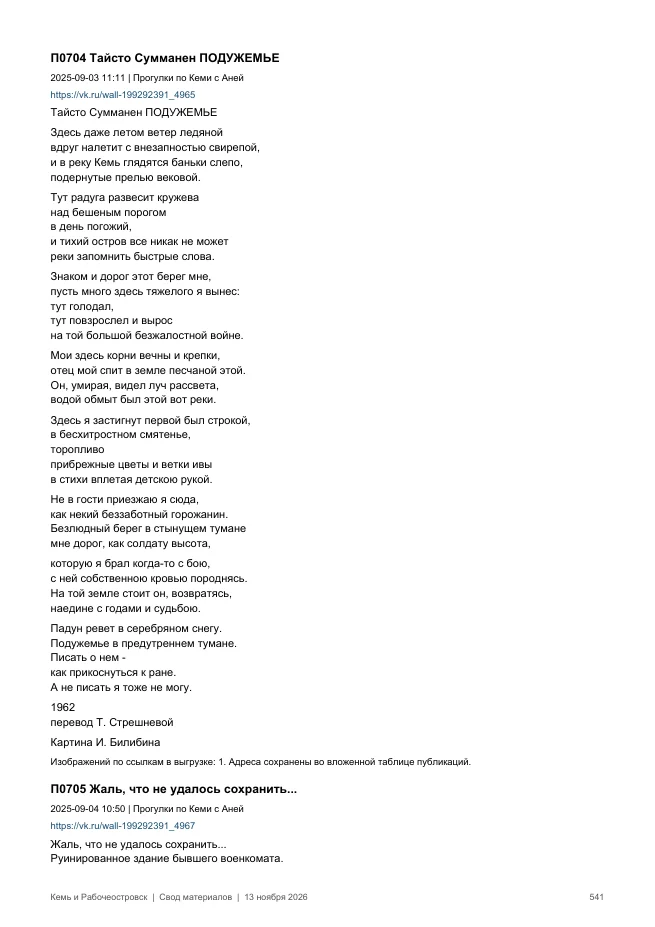 П0704 Тайсто Сумманен ПОДУЖЕМЬЕ
2025-09-03 11:11 | Прогулки по Кеми с Аней
https://vk.ru/wall-199292391_4965
Тайсто Сумманен ПОДУЖЕМЬЕ
Здесь даже летом ветер ледяной
вдруг налетит с внезапностью свирепой,
и в реку Кемь глядятся баньки слепо,
подернутые прелью вековой.
Тут радуга развесит кружева
над бешеным порогом
в день погожий,
и тихий остров все никак не может
реки запомнить быстрые слова.
Знаком и дорог этот берег мне,
пусть много здесь тяжелого я вынес:
тут голодал,
тут повзрослел и вырос
на той большой безжалостной войне.
Мои здесь корни вечны и крепки,
отец мой спит в земле песчаной этой.
Он, умирая, видел луч рассвета,
водой обмыт был этой вот реки.
Здесь я застигнут первой был строкой,
в бесхитростном смятенье,
торопливо
прибрежные цветы и ветки ивы
в стихи вплетая детскою рукой.
Не в гости приезжаю я сюда,
как некий беззаботный горожанин.
Безлюдный берег в стынущем тумане
мне дорог, как солдату высота,
которую я брал когда-то с бою,
с ней собственною кровью породнясь.
На той земле стоит он, возвратясь,
наедине с годами и судьбою.
Падун ревет в серебряном снегу.
Подужемье в предутреннем тумане.
Писать о нем -
как прикоснуться к ране.
А не писать я тоже не могу.
1962
перевод Т. Стрешневой
Картина И. Билибина
Изображений по ссылкам в выгрузке: 1. Адреса сохранены во вложенной таблице публикаций.
П0705 Жаль, что не удалось сохранить...
2025-09-04 10:50 | Прогулки по Кеми с Аней
https://vk.ru/wall-199292391_4967
Жаль, что не удалось сохранить...
Руинированное здание бывшего военкомата.
Кемь и Рабочеостровск | Свод материалов | 13 ноября 2026
541